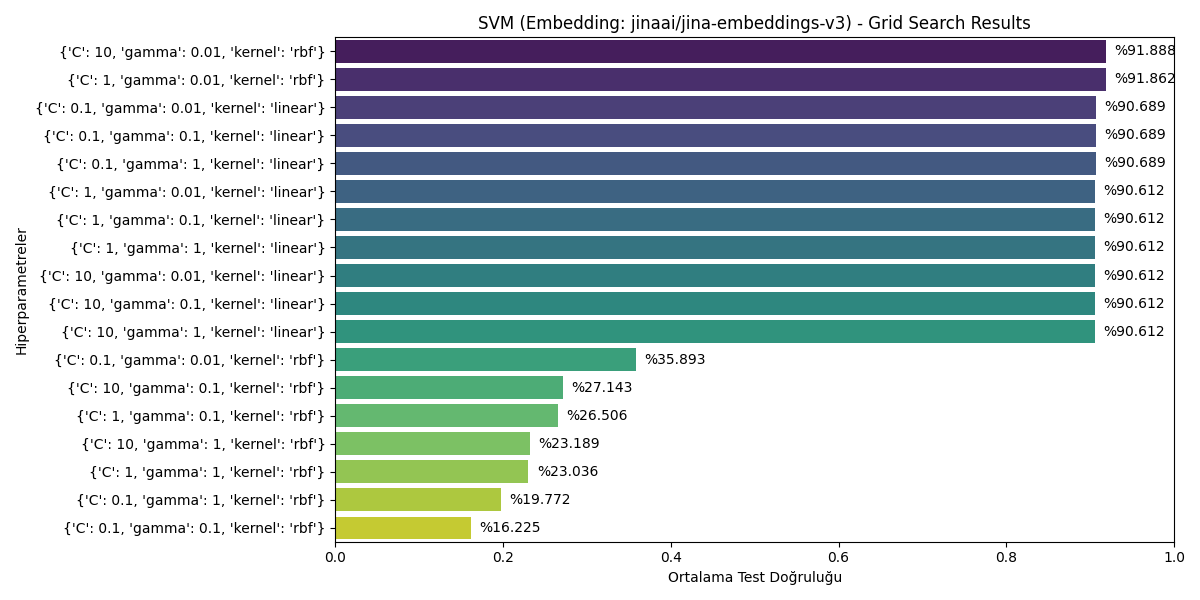 SVM (Embedding: jinaai/jina-embeddings-v3) - Grid Search Results
Hiperparametreler
{'C': 10, 'gamma': 0.01, 'kernel': 'rbf'} %91.888
{'C': 1, 'gamma': 0.01, 'kernel': 'rbf'} %91.862
{'C': 0.1, 'gamma': 0.01, 'kernel': 'linear'} %90.689
{'C': 0.1, 'gamma': 0.1, 'kernel': 'linear'} %90.689
{'C': 0.1, 'gamma': 1, 'kernel': 'linear'} %90.689
{'C': 1, 'gamma': 0.01, 'kernel': 'linear'} %90.612
{'C': 1, 'gamma': 0.1, 'kernel': 'linear'} %90.612
{'C': 1, 'gamma': 1, 'kernel': 'linear'} %90.612
{'C': 10, 'gamma': 0.01, 'kernel': 'linear'} %90.612
{'C': 10, 'gamma': 0.1, 'kernel': 'linear'} %90.612
{'C': 10, 'gamma': 1, 'kernel': 'linear'} %90.612
{'C': 0.1, 'gamma': 0.01, 'kernel': 'rbf'} %35.893
{'C': 10, 'gamma': 0.1, 'kernel': 'rbf'} %27.143
{'C': 1, 'gamma': 0.1, 'kernel': 'rbf'} %26.506
{'C': 10, 'gamma': 1, 'kernel': 'rbf'} %23.189
{'C': 1, 'gamma': 1, 'kernel': 'rbf'} %23.036
{'C': 0.1, 'gamma': 1, 'kernel': 'rbf'} %19.772
{'C': 0.1, 'gamma': 0.1, 'kernel': 'rbf'} %16.225
0.0 0.2 0.4 0.6 0.8 1.0
Ortalama Test Doğruluğu